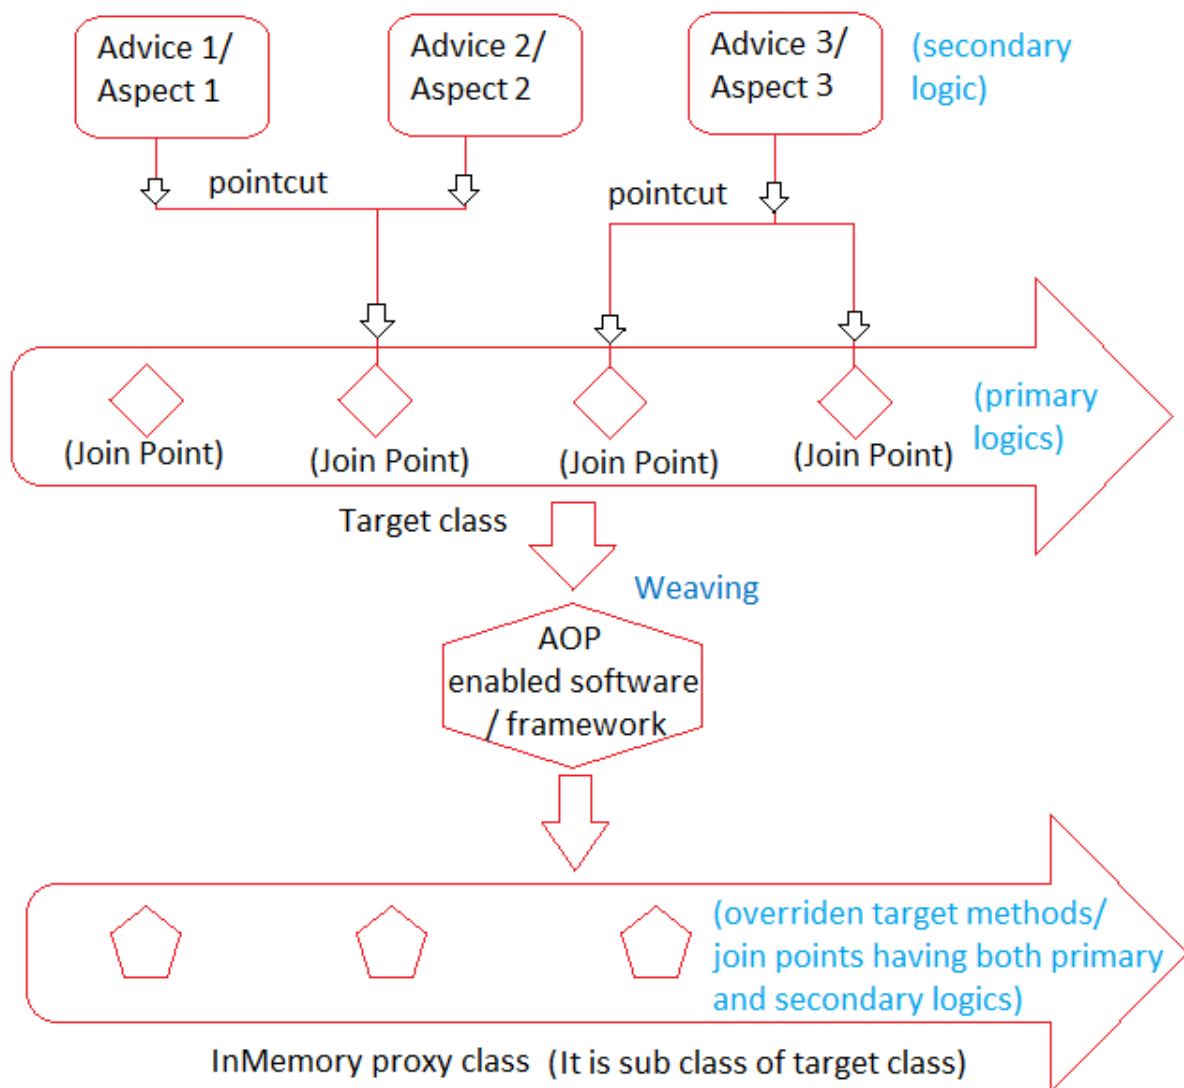 Advice 1/
Aspect 1
Advice 2/
Aspect 2
Advice 3/
Aspect 3
(secondary
logic)
pointcut
pointcut
(Join Point)
(Join Point)
(Join Point)
(Join Point)
(primary
logics)
Target class
Weaving
AOP
enabled software
/ framework
(overriden target methods/
join points having both primary
and secondary logics)
InMemory proxy class (It is sub class of target class)